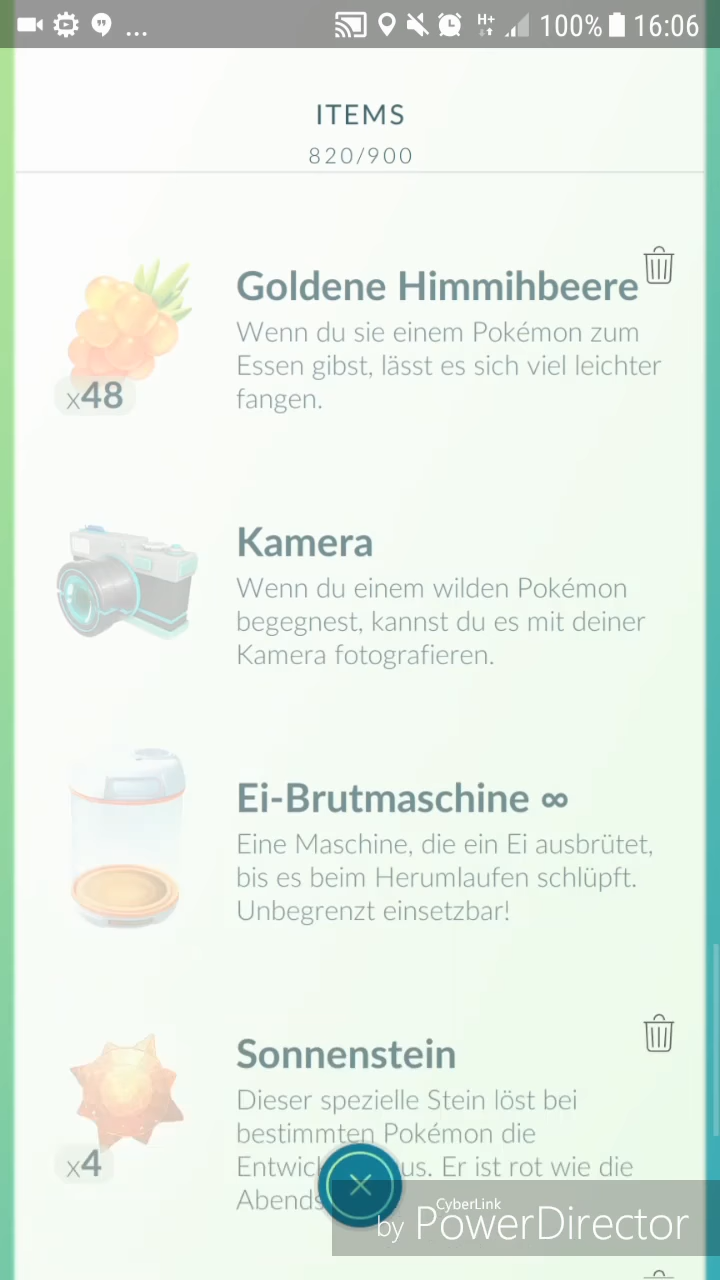 ... H+ 100% 16:06
ITEMS
820/900
Goldene Himmihbeere
Wenn du sie einem Pokémon zum
Essen gibst, lässt es sich viel leichter
fangen.
x48
Kamera
Wenn du einem wilden Pokémon
begegnest, kannst du es mit deiner
Kamera fotografieren.
Ei-Brutmaschine ∞
Eine Maschine, die ein Ei ausbrütet,
bis es beim Herumlaufen schlüpft.
Unbegrenzt einsetzbar!
Sonnenstein
Dieser spezielle Stein löst bei
bestimmten Pokémon die
us. Er ist rot wie die
x4
CyberLink
by PowerDirector